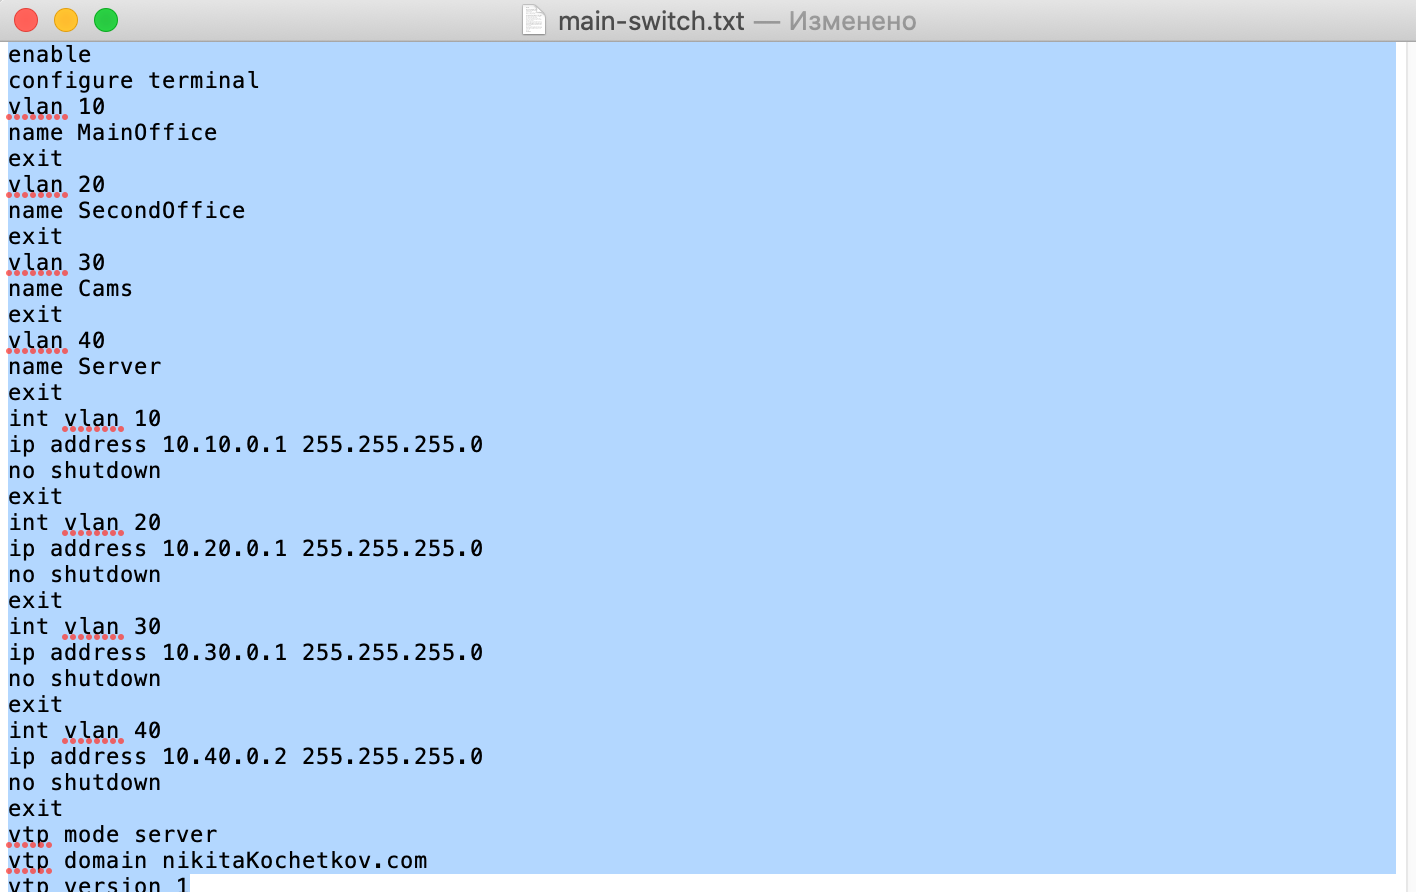 main-switch.txt — Изменено
enable
configure terminal
vlan 10
name MainOffice
exit
vlan 20
name SecondOffice
exit
vlan 30
name Cams
exit
vlan 40
name Server
exit
int vlan 10
ip address 10.10.0.1 255.255.255.0
no shutdown
exit
int vlan 20
ip address 10.20.0.1 255.255.255.0
no shutdown
exit
int vlan 30
ip address 10.30.0.1 255.255.255.0
no shutdown
exit
int vlan 40
ip address 10.40.0.2 255.255.255.0
no shutdown
exit
vtp mode server
vtp domain nikitaKochetkov.com
vtp version 1